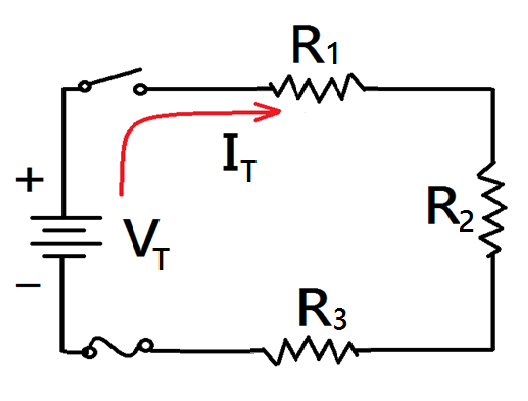 R1
IT
+
R2
VT
–
R3